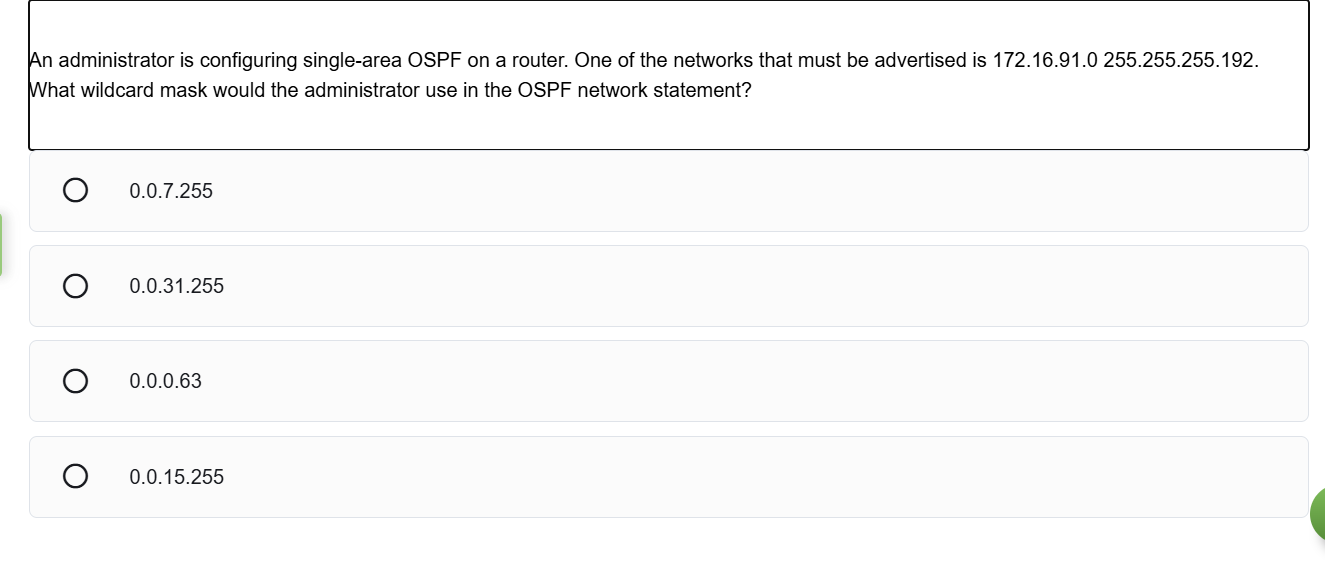 An administrator is configuring single-area OSPF on a router. One of the networks that must be advertised is 172.16.91.0 255.255.255.192.
What wildcard mask would the administrator use in the OSPF network statement?
0.0.7.255
0.0.31.255
0.0.0.63
0.0.15.255